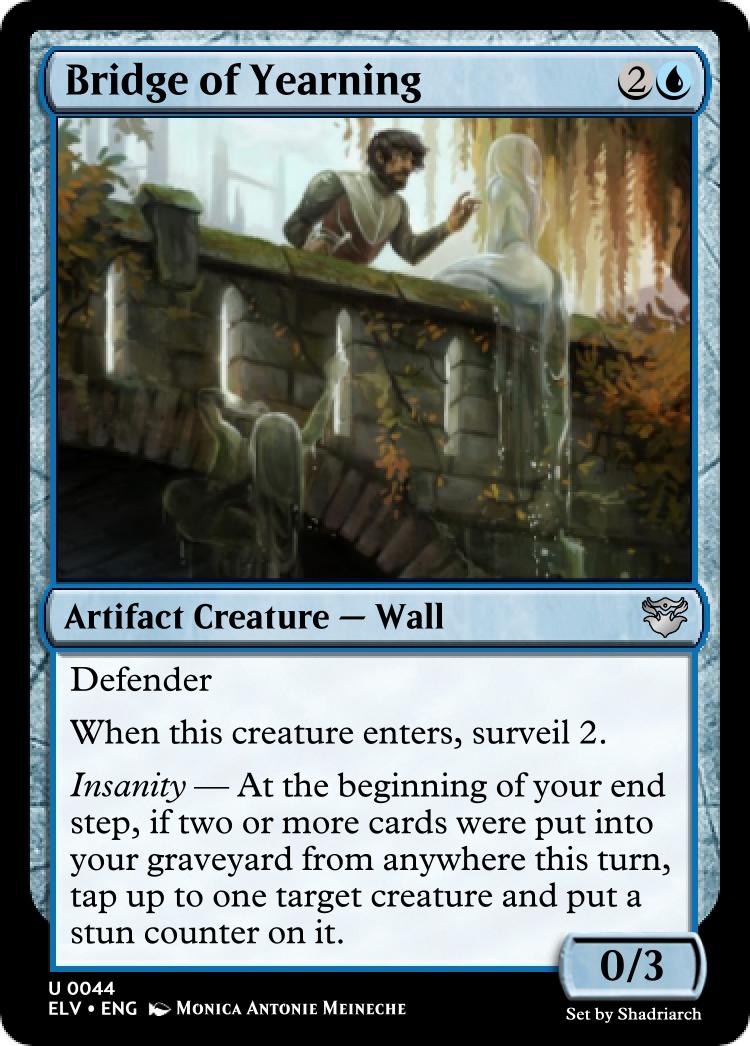 Bridge of Yearning
2
Artifact Creature — Wall
Defender
When this creature enters, surveil 2.
Insanity — At the beginning of your end
step, if two or more cards were put into
your graveyard from anywhere this turn,
tap up to one target creature and put a
stun counter on it.
0/3
U 0044
ELV • ENG Monica Antonie Meineche
Set by Shadriarch